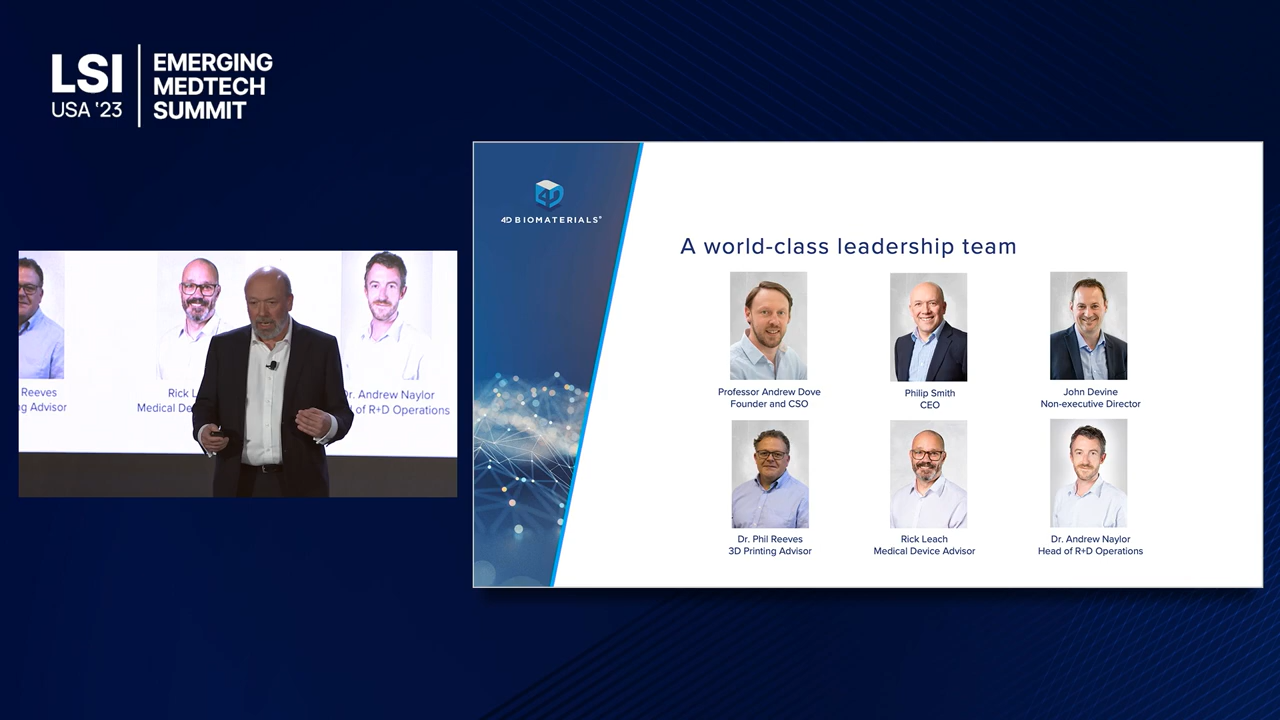 LSI
USA '23
EMERGING
MEDTECH
SUMMIT
4D BIOMATERIALS®
A world-class leadership team
Professor Andrew Dove
Founder and CSO
Philip Smith
CEO
John Devine
Non-executive Director
Dr. Phil Reeves
3D Printing Advisor
Rick Leach
Medical Device Advisor
Dr. Andrew Naylor
Head of R+D Operations
Reeves
Advisor
Rick L
Medical De
Dr. Andrew Naylor
of R+D Operations